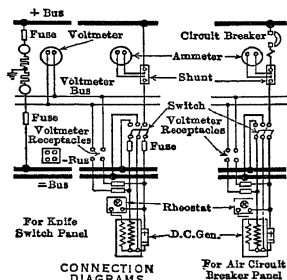 + Bus
Fuse
Voltmeter
Circuit Breaker
Ammeter
Shunt
Voltmeter
Bus
Switch
Fuse
Voltmeter
Receptacles
Voltmeter
Receptacles
-Bus
Fuse
=Bus
Rheostat
For Knife
Switch Panel
D.C.Gen.
For Air Circuit
Breaker Panel
CONNECTION
DIAGRAMS